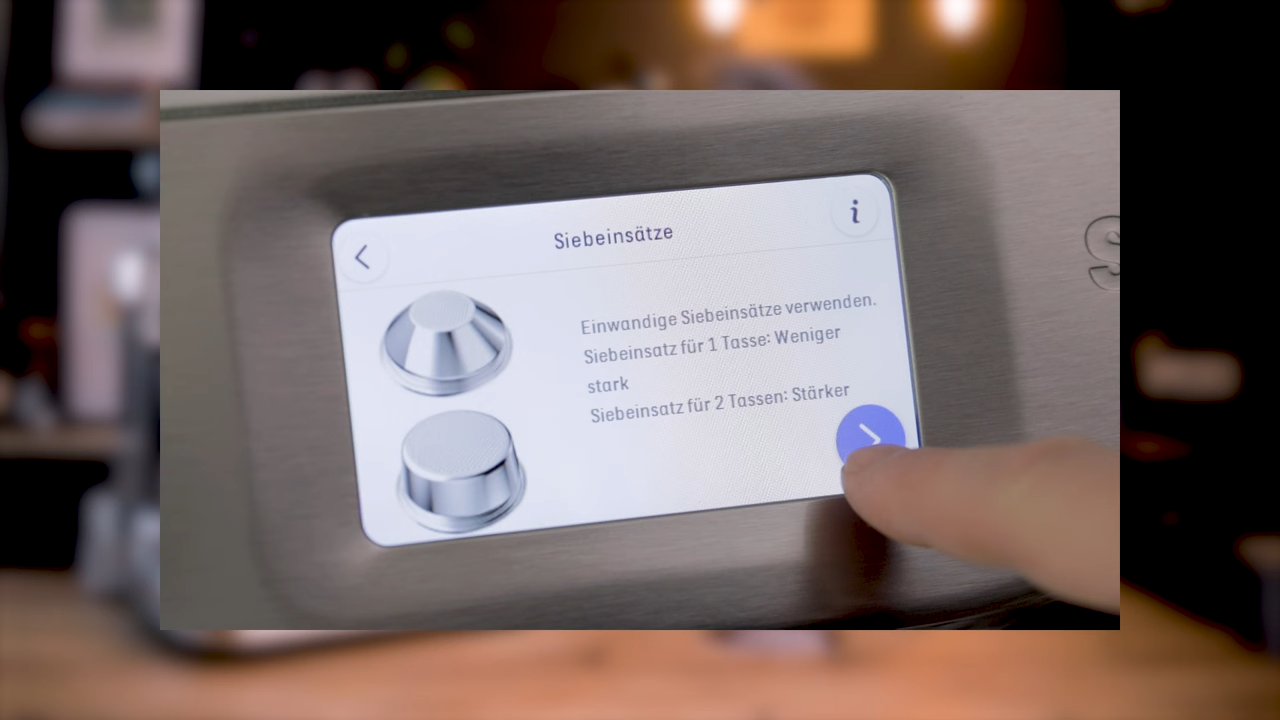 Siebeinsätze
i
Einwandige Siebeinsätze verwenden.
Siebeinsatz für 1 Tasse: Weniger
stark
Siebeinsatz für 2 Tassen: Stärker
S